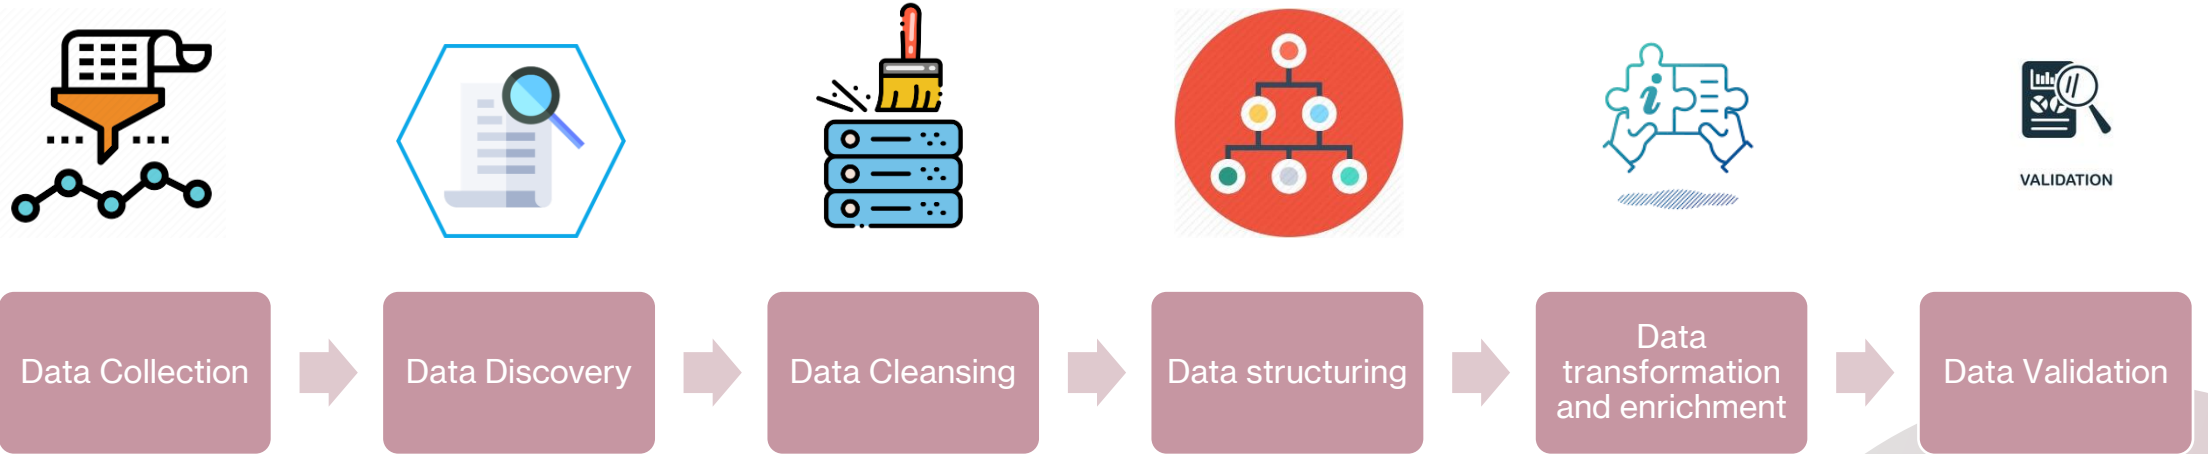 VALIDATION
Data Collection
Data Discovery
Data Cleansing
Data structuring
Data
transformation
and enrichment
Data Validation